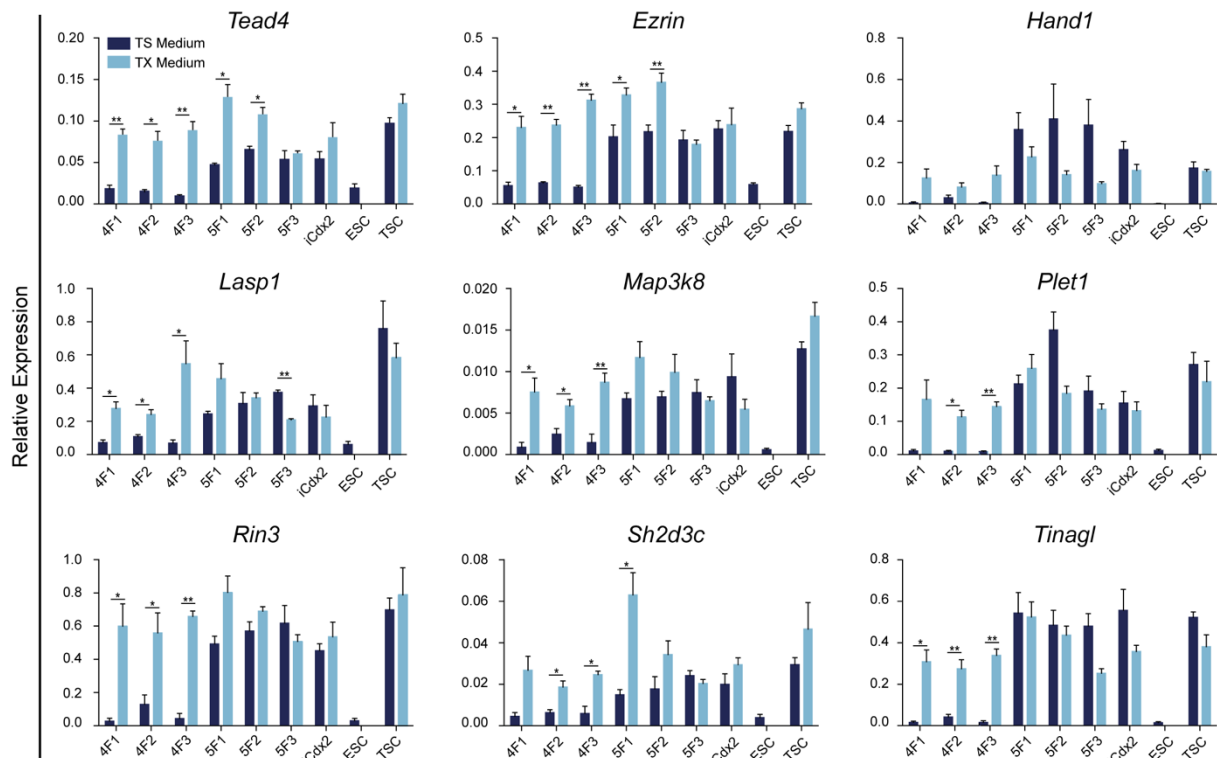 Tead4
Ezrin
Hand1
TS Medium
TX Medium
0.20
0.15
0.10
0.05
0.00
** * ** * *
4F1 4F2 4F3 5F1 5F2 5F3 iCdx2 ESC TSC
0.5
0.4
0.3
0.2
0.1
0.0
* ** ** * **
4F1 4F2 4F3 5F1 5F2 5F3 iCdx2 ESC TSC
0.8
0.6
0.4
0.2
0.0
4F1 4F2 4F3 5F1 5F2 5F3 iCdx2 ESC TSC
Relative Expression
Lasp1
Map3k8
Plet1
1.0
0.8
0.6
0.4
0.2
0.0
* * * **
4F1 4F2 4F3 5F1 5F2 5F3 iCdx2 ESC TSC
0.020
0.015
0.010
0.005
0.000
* * **
4F1 4F2 4F3 5F1 5F2 5F3 iCdx2 ESC TSC
0.5
0.4
0.3
0.2
0.1
0.0
* **
4F1 4F2 4F3 5F1 5F2 5F3 iCdx2 ESC TSC
Rin3
Sh2d3c
Tinagl
1.0
0.8
0.6
0.4
0.2
0.0
* * **
4F1 4F2 4F3 5F1 5F2 5F3 Cdx2 ESC TSC
0.08
0.06
0.04
0.02
0.00
* * *
4F1 4F2 4F3 5F1 5F2 5F3 Cdx2 ESC TSC
0.8
0.6
0.4
0.2
0.0
* ** **
4F1 4F2 4F3 5F1 5F2 5F3 Cdx2 ESC TSC